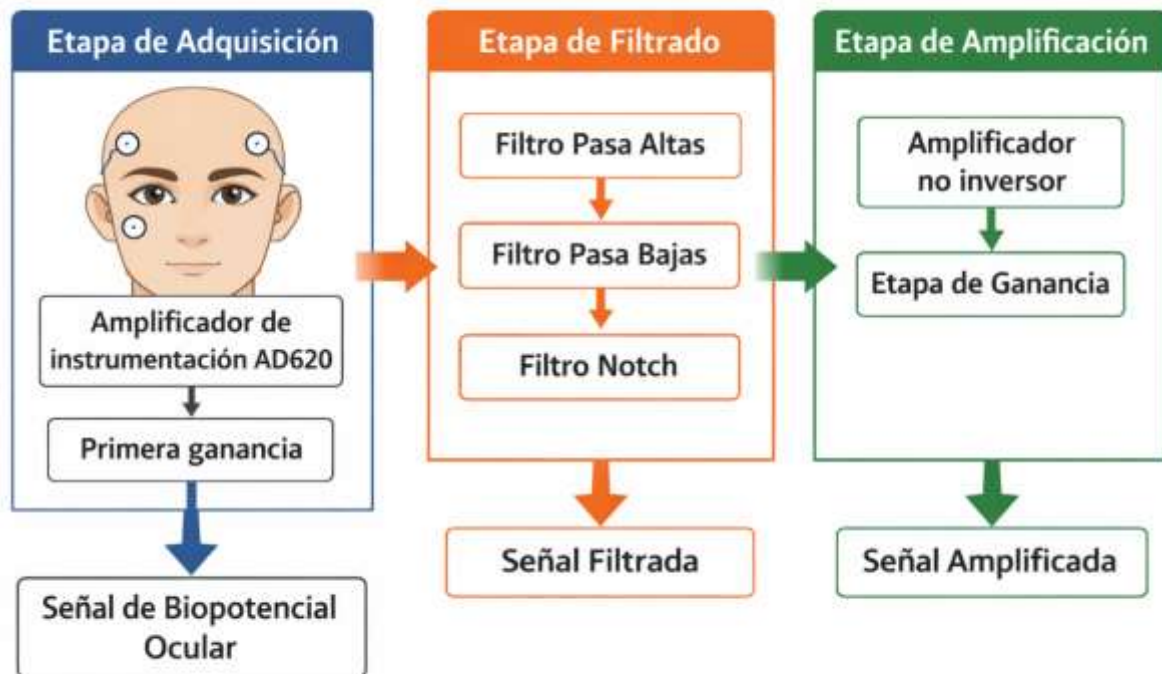 Etapa de Adquisición
Amplificador de
instrumentación AD620
Primera ganancia
Señal de Biopotencial
Ocular
Etapa de Filtrado
Filtro Pasa Altas
Filtro Pasa Bajas
Filtro Notch
Señal Filtrada
Etapa de Amplificación
Amplificador
no inversor
Etapa de Ganancia
Señal Amplificada